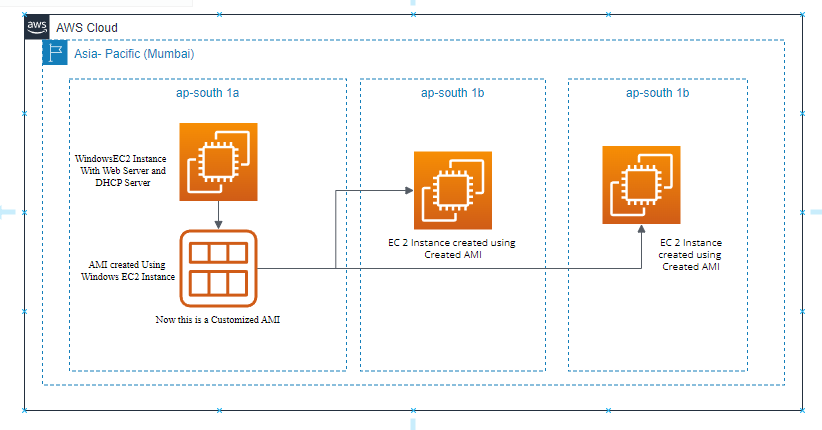 aws
AWS Cloud
Asia- Pacific (Mumbai)
ap-south 1a
WindowsEC2 Instance
With Web Server and
DHCP Server
AMI created Using
Windows EC2 Instance
Now this is a Customized AMI
ap-south 1b
EC 2 Instance created using
Created AMI
ap-south 1b
EC 2 Instance
created using
Created AMI